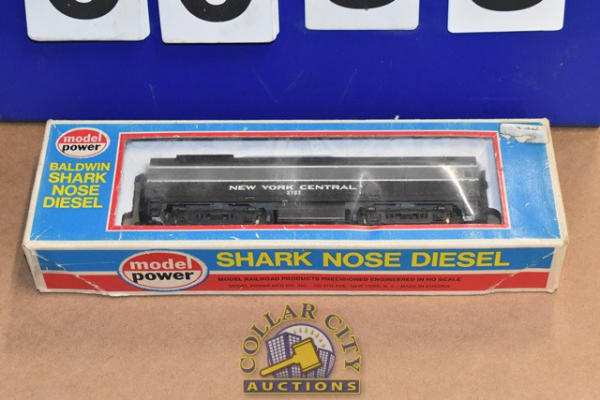 model
power
BALDWIN
SHARK
NOSE
DIESEL
NEW YORK CENTRAL
model
power
SHARK NOSE DIESEL
MODEL RAILROAD PRODUCTS PRECISIONED ENGINEERED IN HO SCALE
COLLAR CITY
AUCTIONS